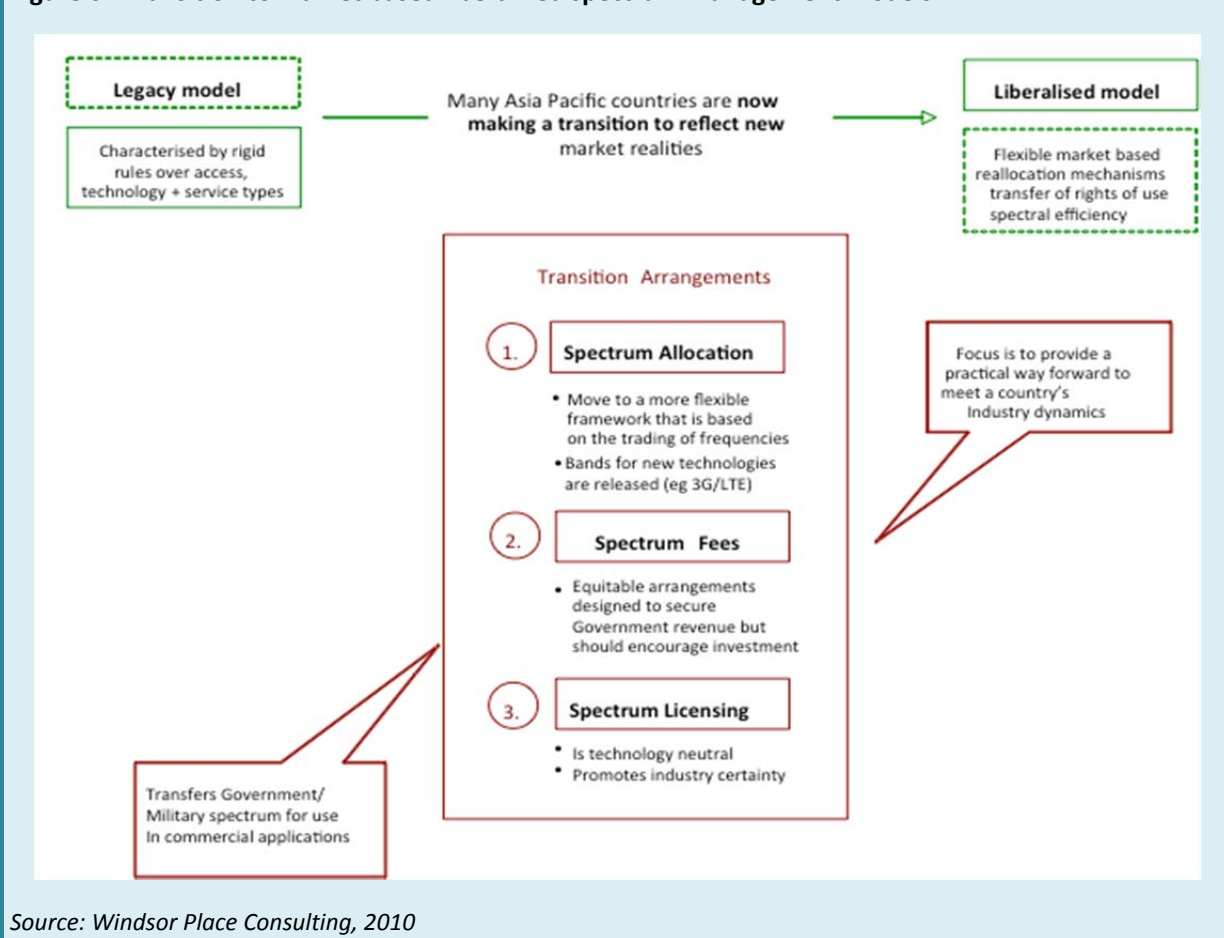 Legacy model
Characterised by rigid
rules over access,
technology + service types
Many Asia Pacific countries are now
making a transition to reflect new
market realities
Liberalised model
Flexible market based
reallocation mechanisms
transfer of rights of use
spectral efficiency
Transition Arrangements
1.
Spectrum Allocation
• Move to a more flexible
framework that is based
on the trading of frequencies
• Bands for new technologies
are released (eg 3G/LTE)
2.
Spectrum Fees
• Equitable arrangements
designed to secure
Government revenue but
should encourage investment
3.
Spectrum Licensing
• Is technology neutral
• Promotes industry certainty
Focus is to provide a
practical way forward to
meet a country's
Industry dynamics
Transfers Government/
Military spectrum for use
In commercial applications
Source: Windsor Place Consulting, 2010